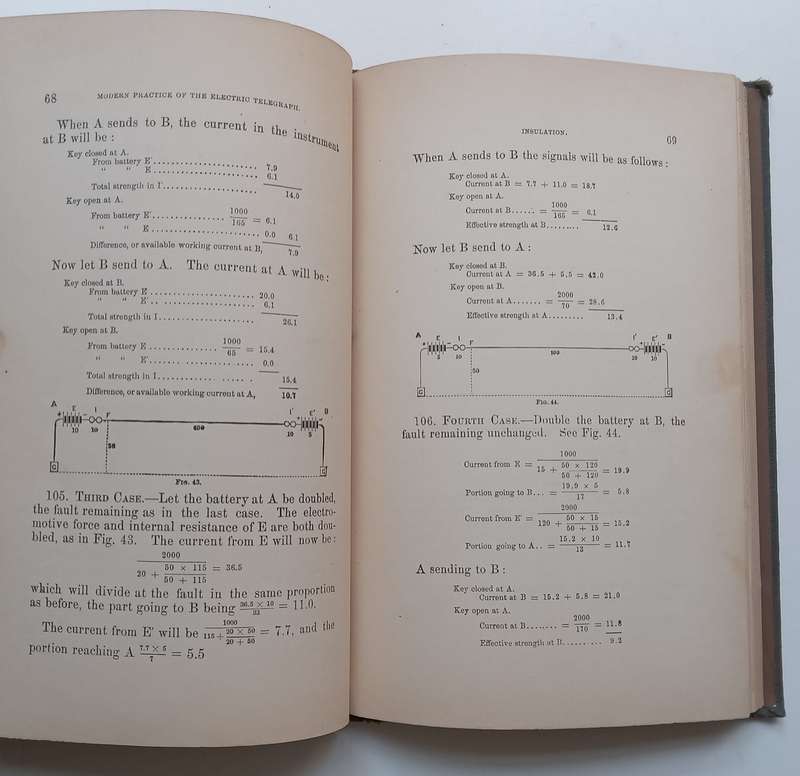 68
MODERN PRACTICE OF THE ELECTRIC TELEGRAPH.
When A sends to B, the current in the instrument
at B will be :
Key closed at A.
From battery E'........................ 7.9
“ “ E........................ 6.1
Total strength in I'........................ 14.0
Key open at A.
From battery E'................ 1000/165 = 6.1
“ “ E........................ 0.0 6.1
Difference, or available working current at B, 7.9
Now let B send to A. The current at A will be :
Key closed at B.
From battery E ........................ 20.0
“ “ E'........................ 6.1
Total strength in I........................ 26.1
Key open at B.
From battery E ................ 1000/65 = 15.4
“ “ E'........................ 0.0
Total strength in I........................ 15.4
Difference, or available working current at A, 10.7
A E I F I' E' B
+ − + −
10 10 400 10 5
50
G G
FIG. 43.
105. THIRD CASE.—Let the battery at A be doubled,
the fault remaining as in the last case. The electro-
motive force and internal resistance of E are both dou-
bled, as in Fig. 43. The current from E will now be :
2000
20 + 50 × 115 = 36.5
50 + 115
which will divide at the fault in the same proportion
as before, the part going to B being 36.5 × 10/33 = 11.0.
The current from E' will be 1000/115 + 20 × 50/20 + 50 = 7.7, and the
portion reaching A 7.7 × 5/7 = 5.5
INSULATION.
69
When A sends to B the signals will be as follows :
Key closed at A.
Current at B = 7.7 + 11.0 = 18.7
Key open at A.
Current at B...... = 1000/165 = 6.1
Effective strength at B......... 12.6
Now let B send to A :
Key closed at B.
Current at A = 36.5 + 5.5 = 42.0
Key open at B.
Current at A....... = 2000/70 = 28.6
Effective strength at A......... 13.4
A E I F I' E' B
+ − + −
5 10 100 10 10
50
G G
FIG. 44.
106. FOURTH CASE.—Double the battery at B, the
fault remaining unchanged. See Fig. 44.
1000
Current from E = 15 + 50 × 120 = 19.9
50 + 120
Portion going to B... = 19.9 × 5/17 = 5.8
2000
Current from E' = 120 + 50 × 15 = 15.2
50 + 15
Portion going to A.. = 15.2 × 10/13 = 11.7
A sending to B :
Key closed at A.
Current at B = 15.2 + 5.8 = 21.0
Key open at A.
Current at B........ = 2000/170 = 11.8
Effective strength at B.......... 9.2